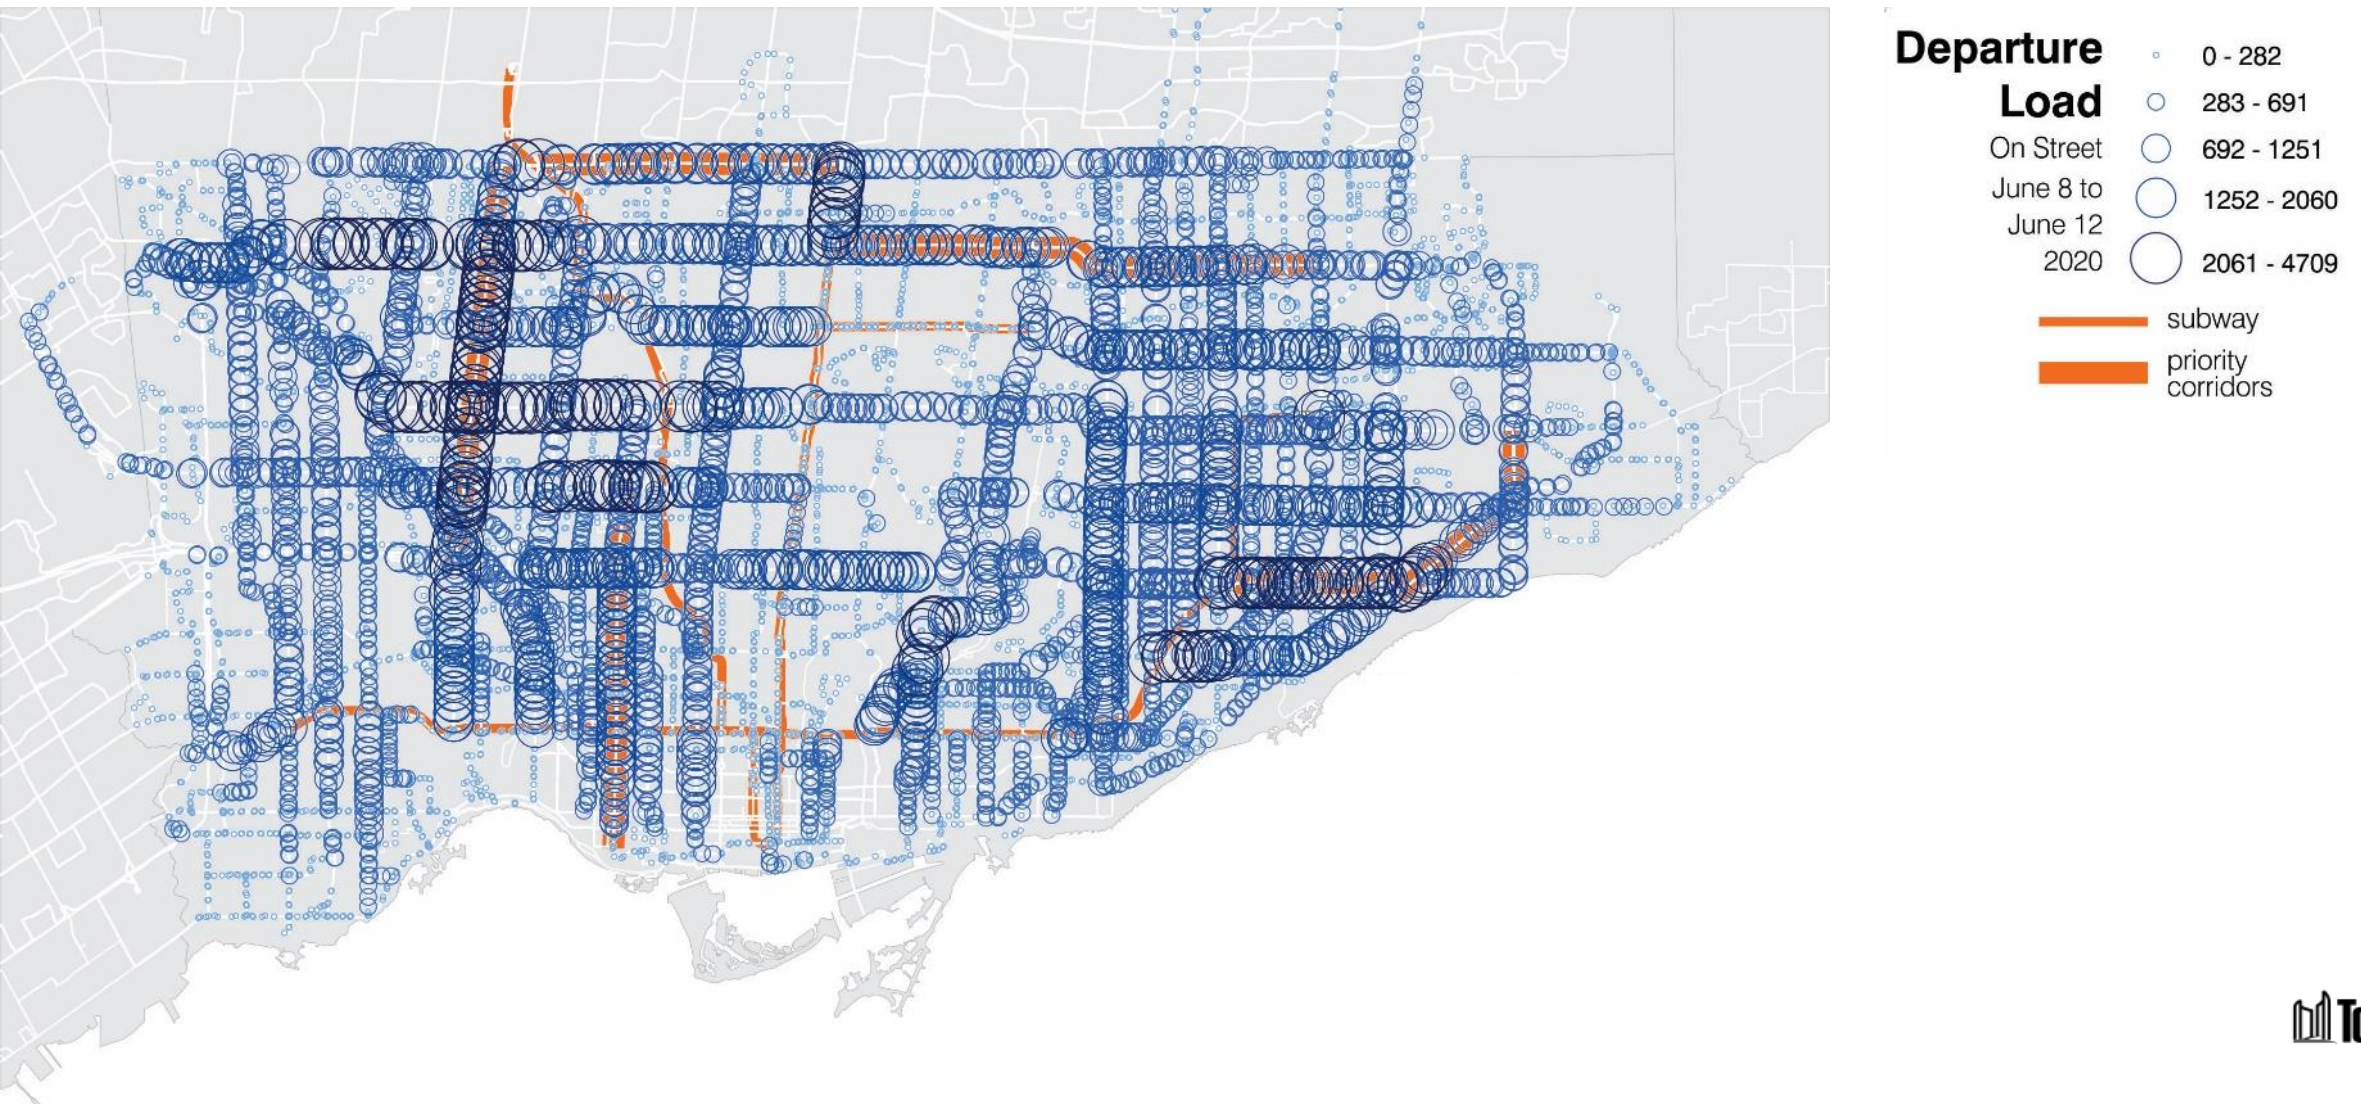 Departure
Load
On Street
June 8 to
June 12
2020
0 - 282
283 - 691
692 - 1251
1252 - 2060
2061 - 4709
subway
priority
corridors